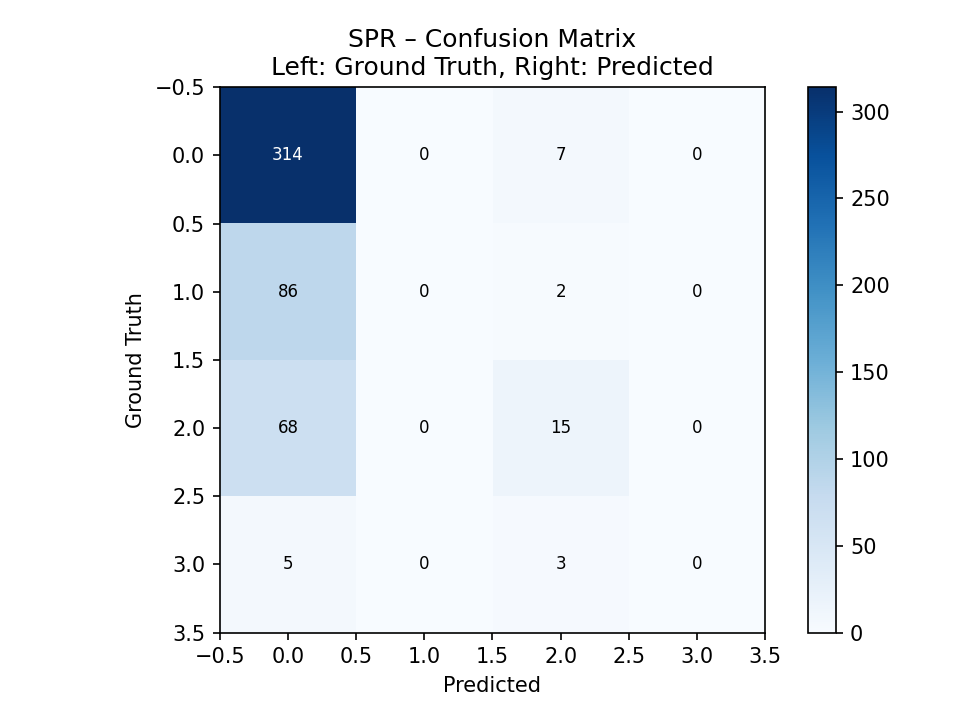 SPR – Confusion Matrix
Left: Ground Truth, Right: Predicted
Ground Truth
−0.5
0.0
0.5
1.0
1.5
2.0
2.5
3.0
3.5
314 0 7 0
86 0 2 0
68 0 15 0
5 0 3 0
−0.5 0.0 0.5 1.0 1.5 2.0 2.5 3.0 3.5
Predicted
300
250
200
150
100
50
0